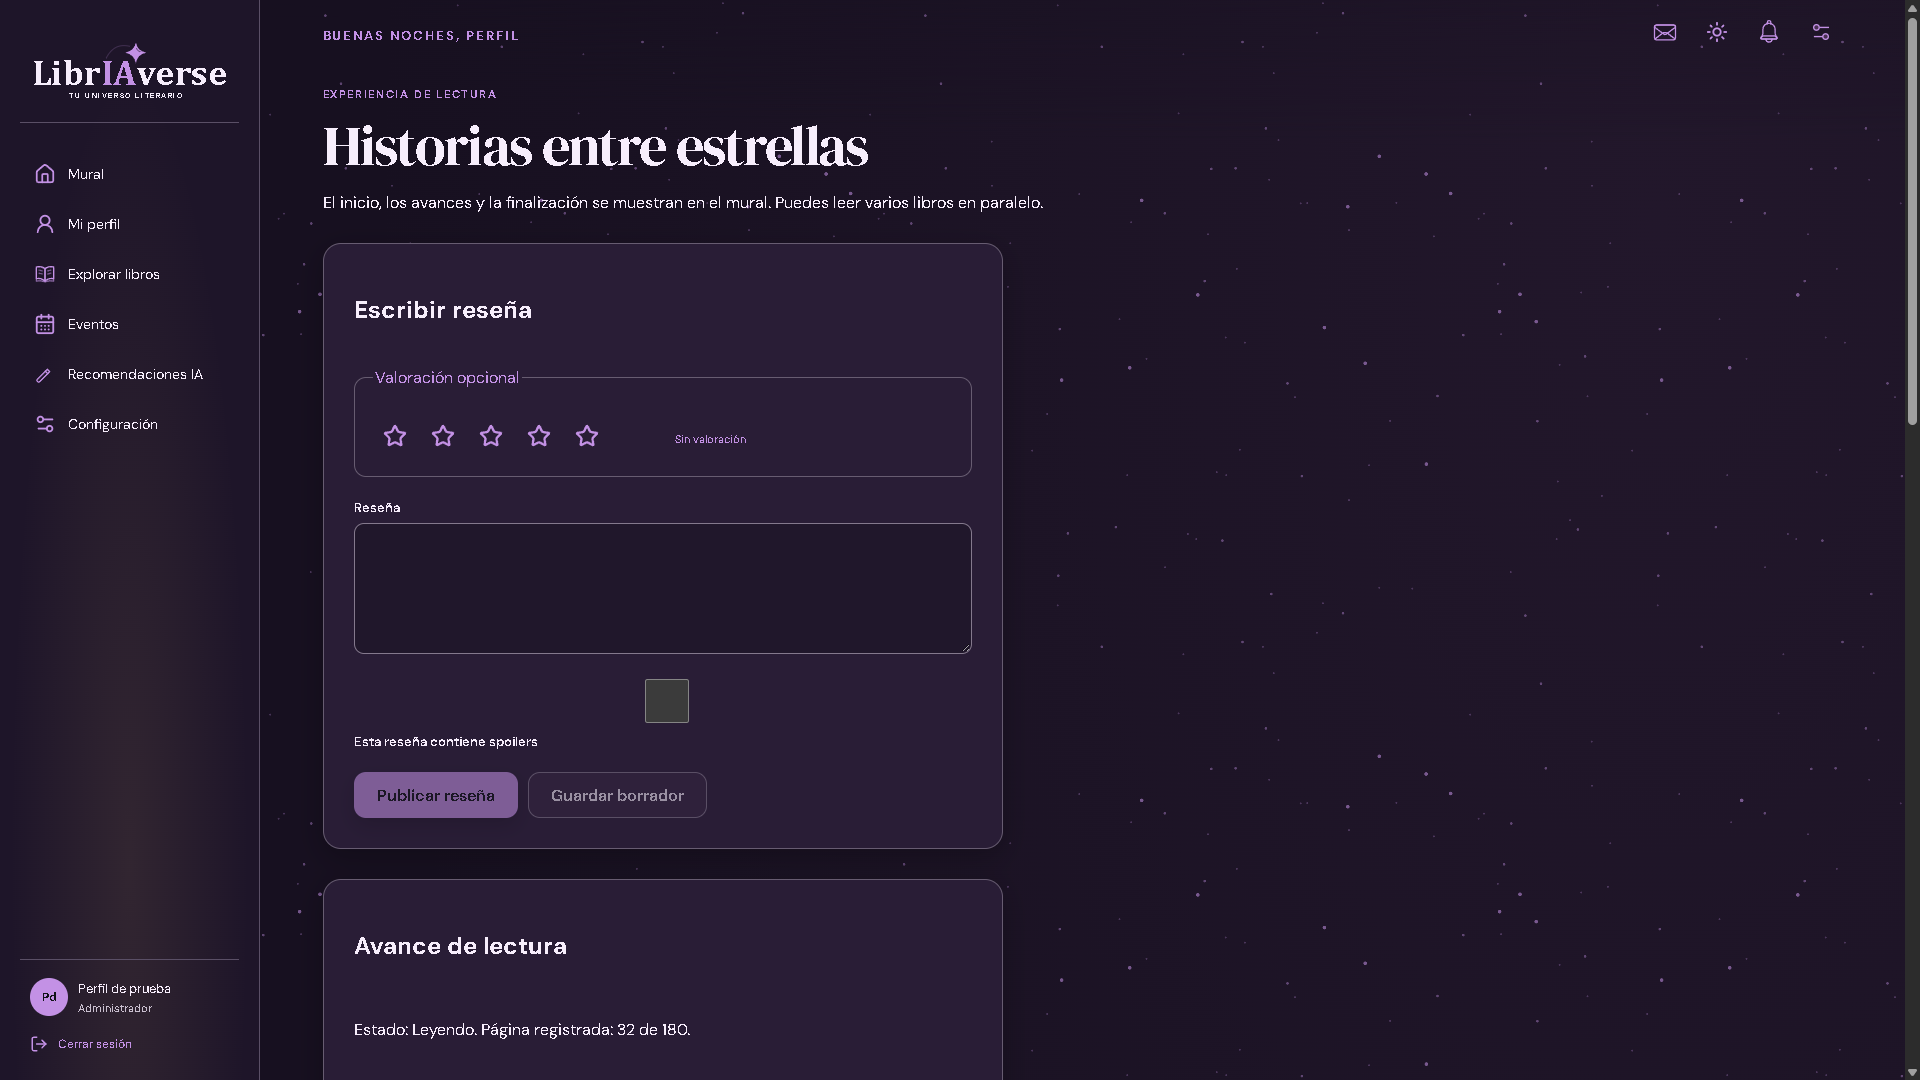 LibrIAverse
TU UNIVERSO LITERARIO
Mural
Mi perfil
Explorar libros
Eventos
Recomendaciones IA
Configuración
Pd
Perfil de prueba
Administrador
Cerrar sesión
BUENAS NOCHES, PERFIL
EXPERIENCIA DE LECTURA
Historias entre estrellas
El inicio, los avances y la finalización se muestran en el mural. Puedes leer varios libros en paralelo.
Escribir reseña
Valoración opcional
Sin valoración
Reseña
Esta reseña contiene spoilers
Publicar reseña
Guardar borrador
Avance de lectura
Estado: Leyendo. Página registrada: 32 de 180.